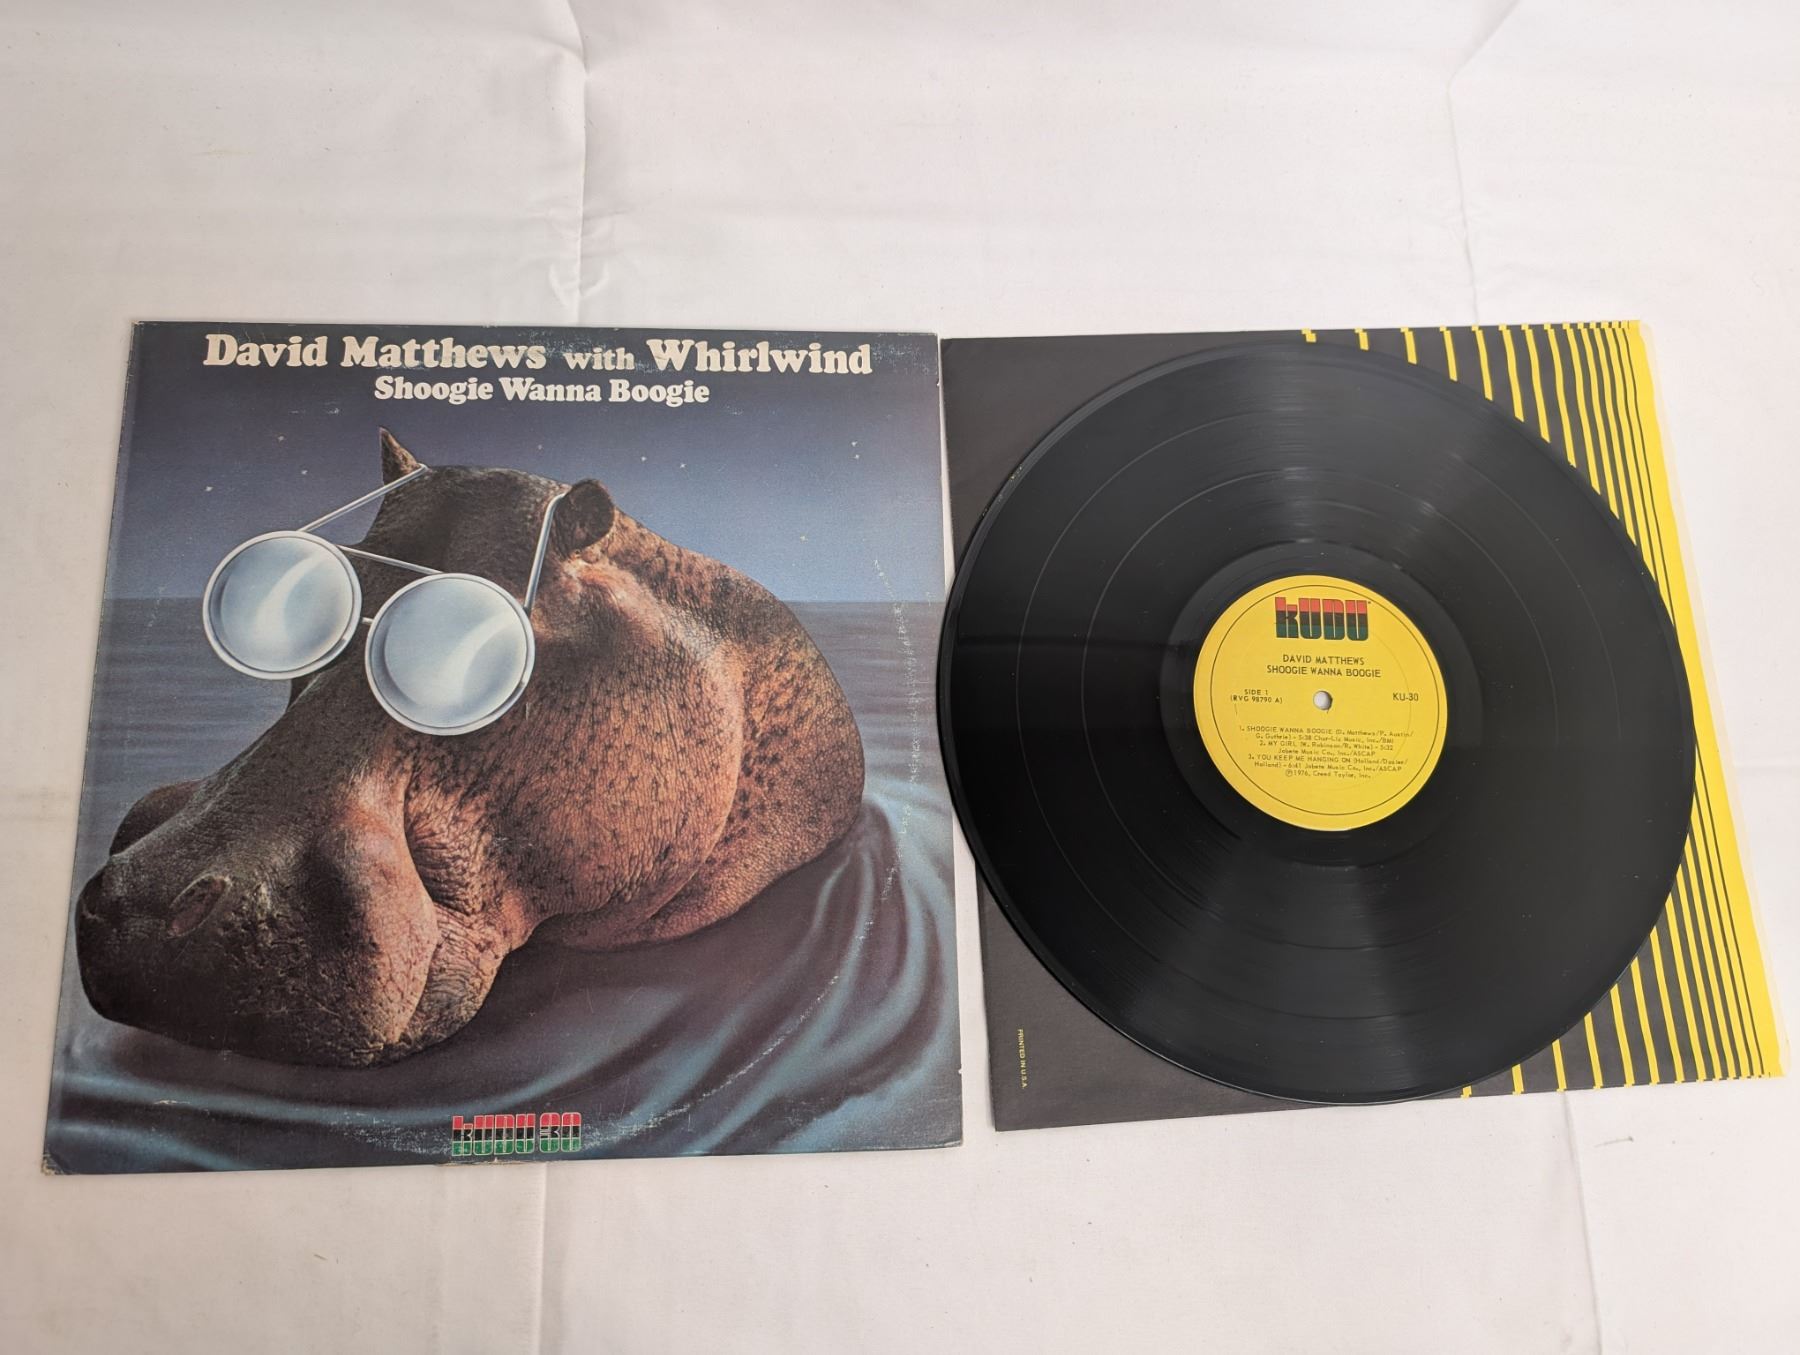 David Matthews with Whirlwind
Shoogie Wanna Boogie
KUDU 30
KUDU
DAVID MATTHEWS
SHOOGIE WANNA BOOGIE
SIDE 1
(RVG 98790 A)
KU-30
1. SHOOGIE WANNA BOOGIE (D. Matthews/P. Austin/
G. Guthrie) - 5:38 Char-Liz Music, Inc./BMI
2. MY GIRL (W. Robinson/R. White) - 5:32
Jobete Music Co., Inc./ASCAP
3. YOU KEEP ME HANGING ON (Holland/Dozier/
Holland) - 6:41 Jobete Music Co., Inc./ASCAP
℗1976, Creed Taylor, Inc.
PRINTED IN U.S.A.